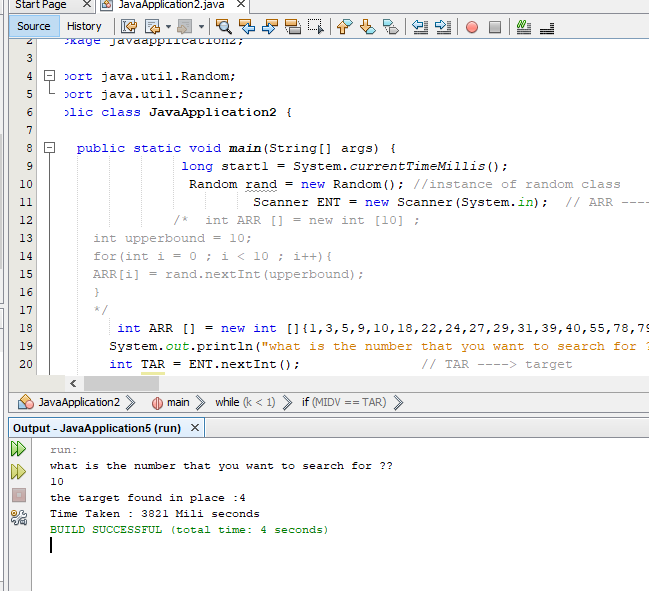 Start Page JavaApplication2.java
Source History
2 ckage javaapplication2;
3
4 port java.util.Random;
5 port java.util.Scanner;
6 blic class JavaApplication2 {
7
8 public static void main(String[] args) {
9 long start1 = System.currentTimeMillis();
10 Random rand = new Random(); //instance of random class
11 Scanner ENT = new Scanner(System.in); // ARR ----
12 /* int ARR [] = new int [10] ;
13 int upperbound = 10;
14 for(int i = 0 ; i < 10 ; i++){
15 ARR[i] = rand.nextInt(upperbound);
16 }
17 */
18 int ARR [] = new int []{1,3,5,9,10,18,22,24,27,29,31,39,40,55,78,79
19 System.out.println("what is the number that you want to search for ?
20 int TAR = ENT.nextInt(); // TAR ----> target
JavaApplication2 main while (k < 1) if (MIDV == TAR)
Output - JavaApplication5 (run)
run:
what is the number that you want to search for ??
10
the target found in place :4
Time Taken : 3821 Mili seconds
BUILD SUCCESSFUL (total time: 4 seconds)